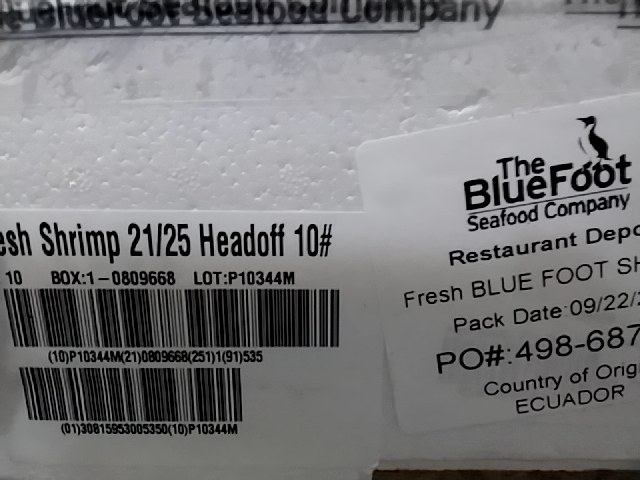 BlueFoot Seafood Company
esh Shrimp 21/25 Headoff 10#
10 BOX:1-0809668 LOT:P10344M
(10)P10344M(21)0809668(251)1(91)535
(01)30815953005350(10)P10344M
The
BlueFoot
Seafood Company
Restaurant Depo
Fresh BLUE FOOT SH
Pack Date:09/22/
PO#:498-687
Country of Orig
ECUADOR